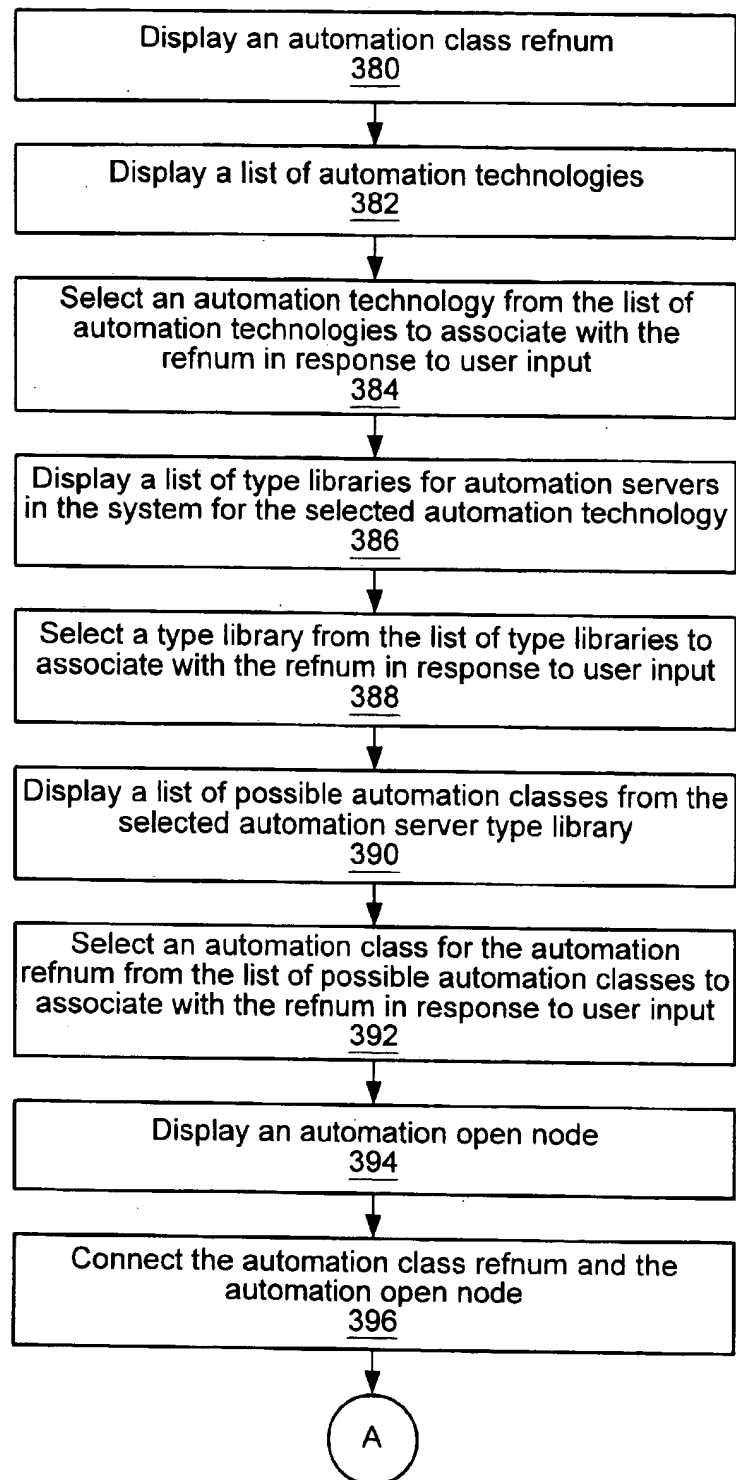 Display an automation class refnum
380
Display a list of automation technologies
382
Select an automation technology from the list of
automation technologies to associate with the
refnum in response to user input
384
Display a list of type libraries for automation servers
in the system for the selected automation technology
386
Select a type library from the list of type libraries to
associate with the refnum in response to user input
388
Display a list of possible automation classes from the
selected automation server type library
390
Select an automation class for the automation
refnum from the list of possible automation classes to
associate with the refnum in response to user input
392
Display an automation open node
394
Connect the automation class refnum and the
automation open node
396
A